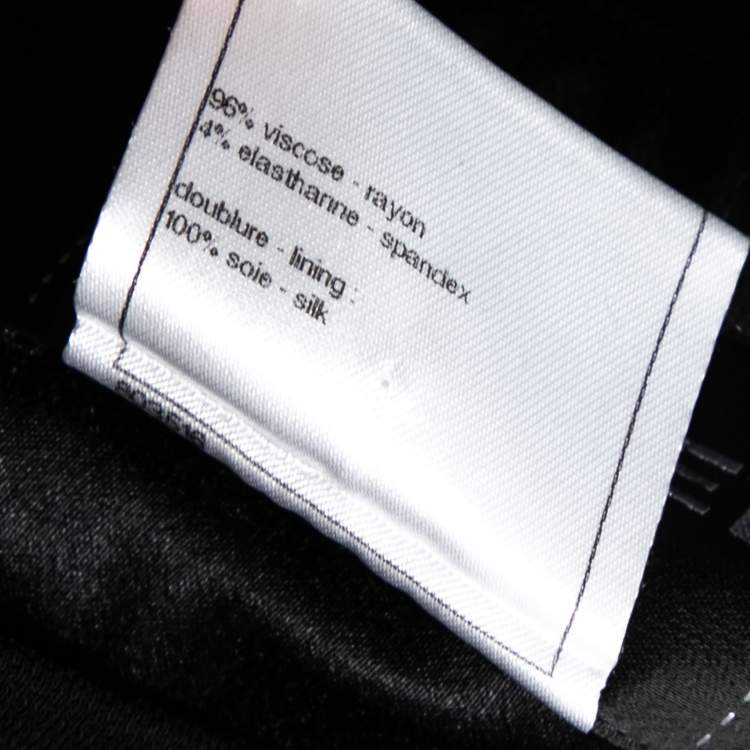 96% viscose - rayon
4% elasthanne - spandex
doublure - lining :
100% soie - silk